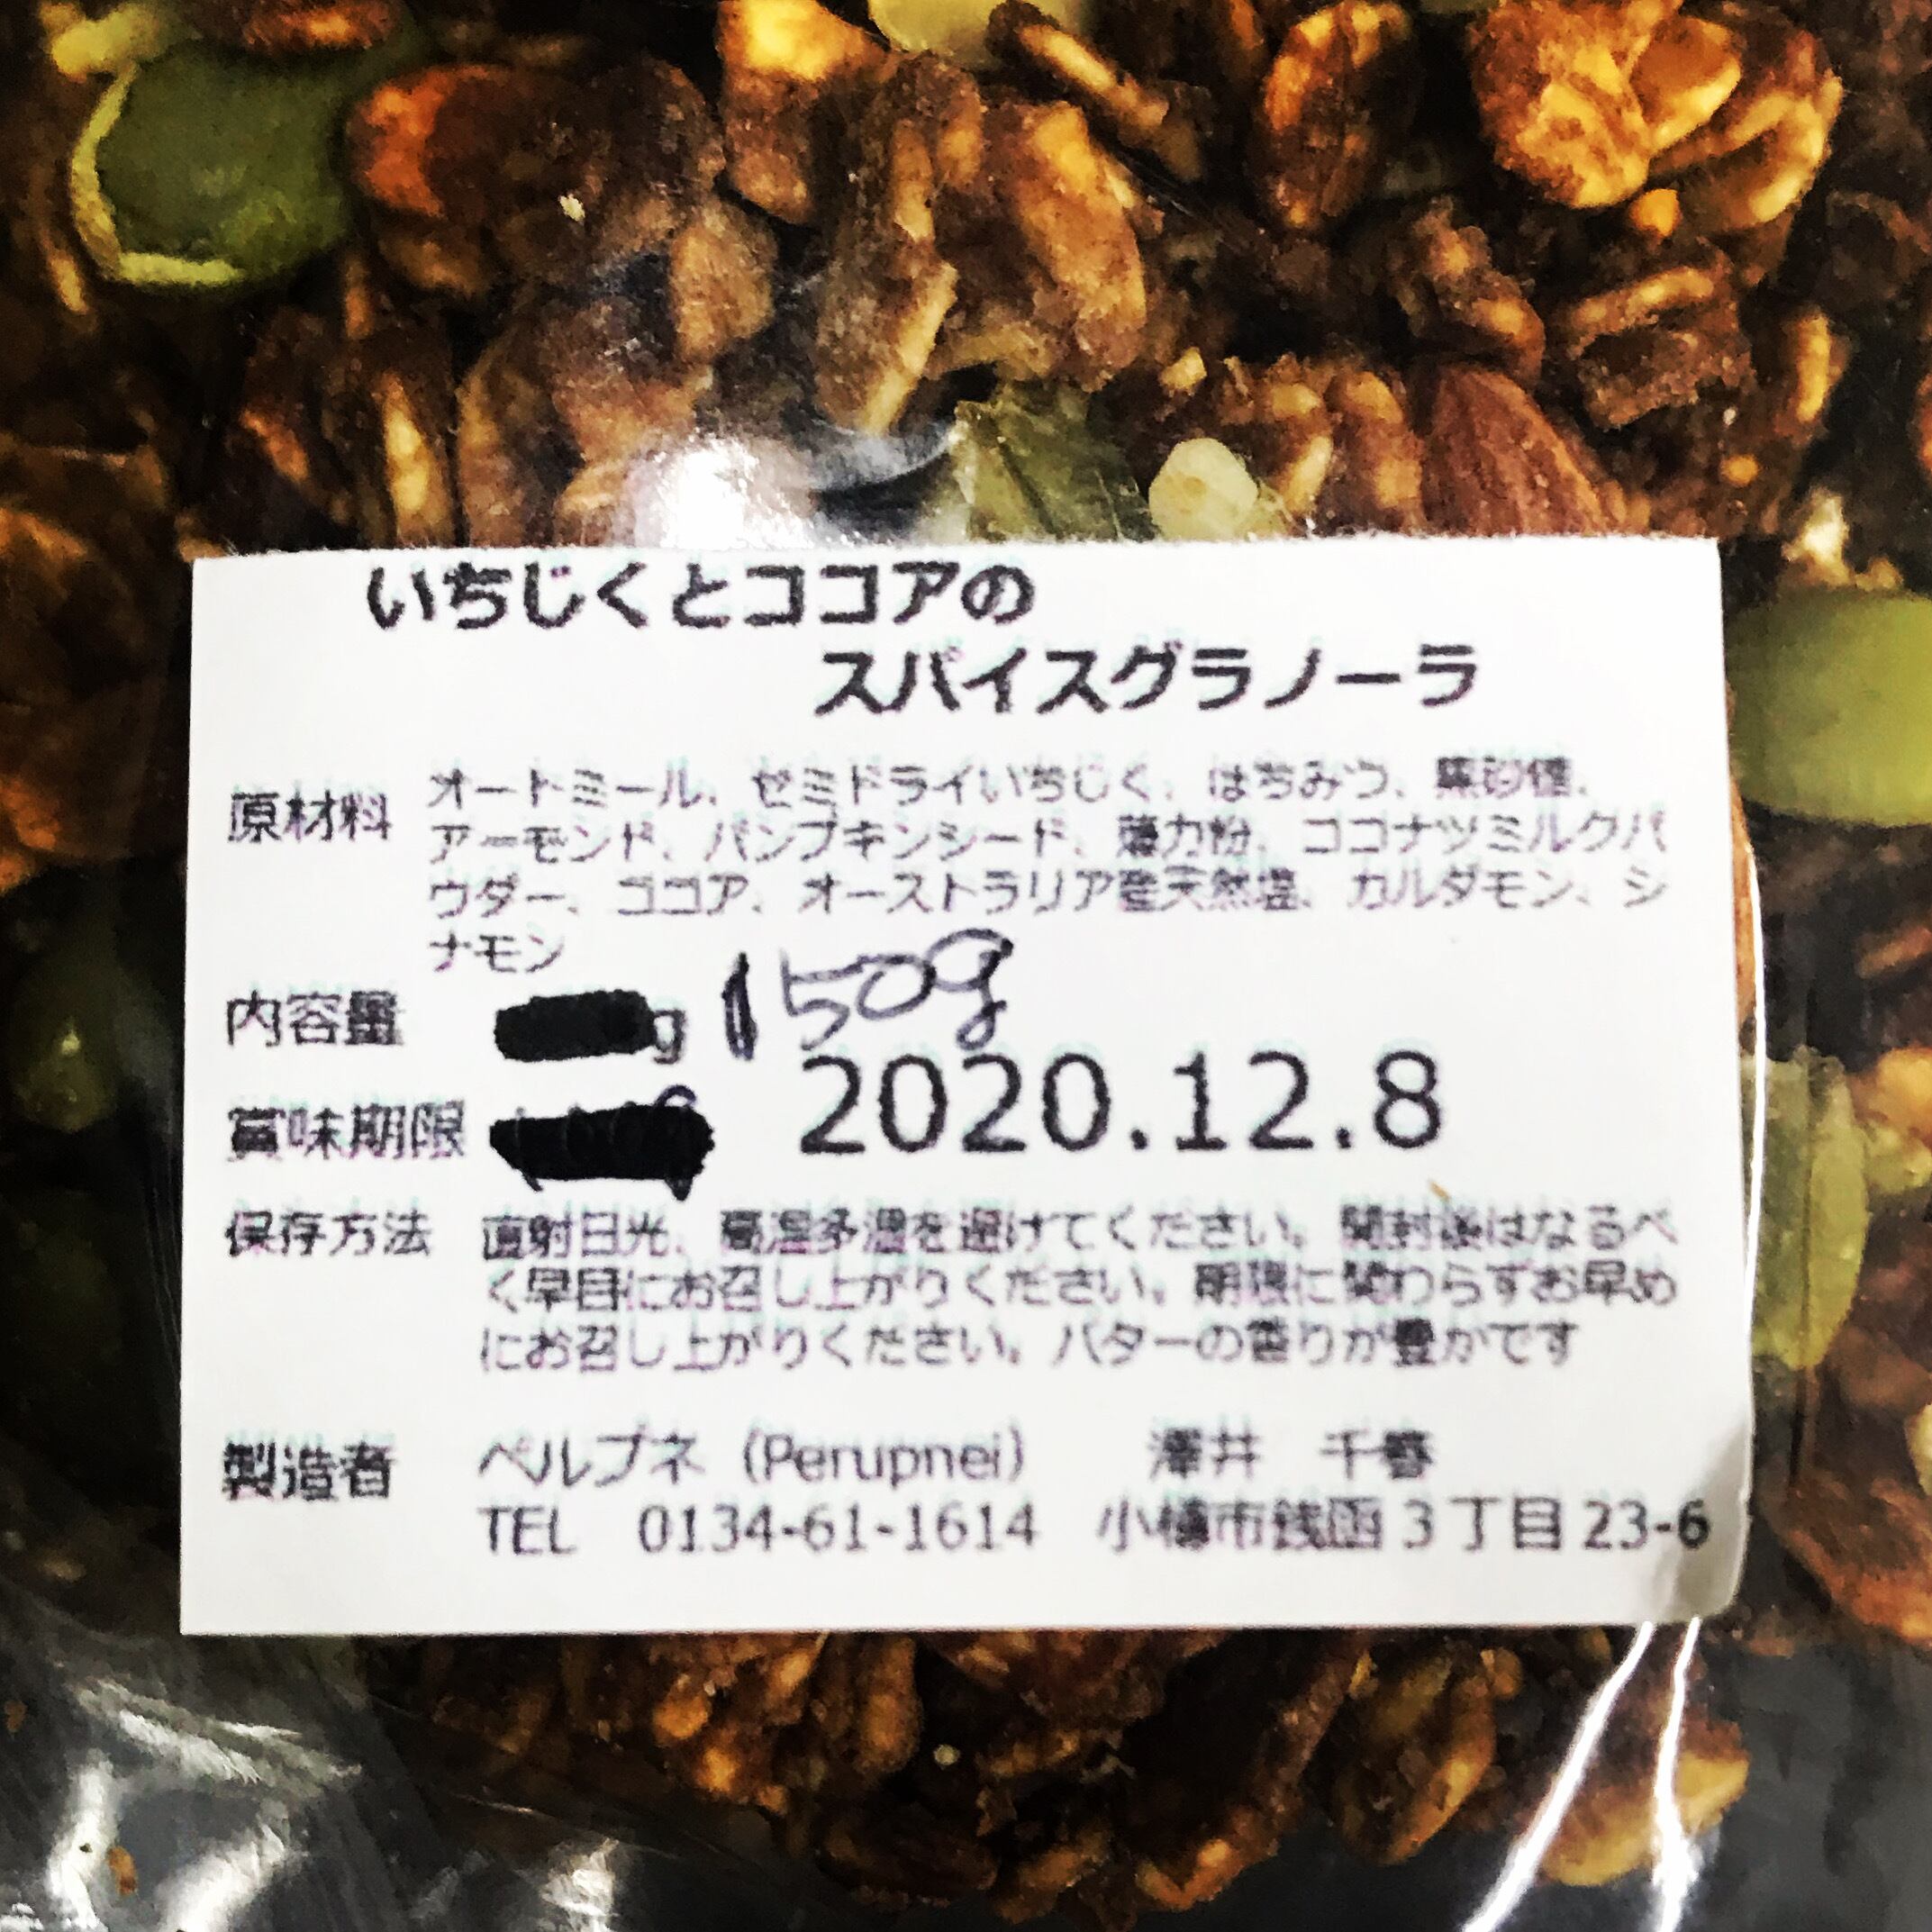 いちじくとココアの
スパイスグラノーラ
原材料 オートミール、セミドライいちじく、はちみつ、黒砂糖、
アーモンド、パンプキンシード、薄力粉、ココナツミルクパ
ウダー、ココア、オーストラリア産天然塩、カルダモン、シ
ナモン
内容量 g 150g
賞味期限 2020.12.8
保存方法 直射日光、高温多湿を避けてください。開封後はなるべ
く早目にお召し上がりください。期限に関わらずお早め
にお召し上がりください。バターの香りが豊かです
製造者 ペルプネ（Perupnei） 澤井 千春
TEL 0134-61-1614 小樽市銭函3丁目23-6